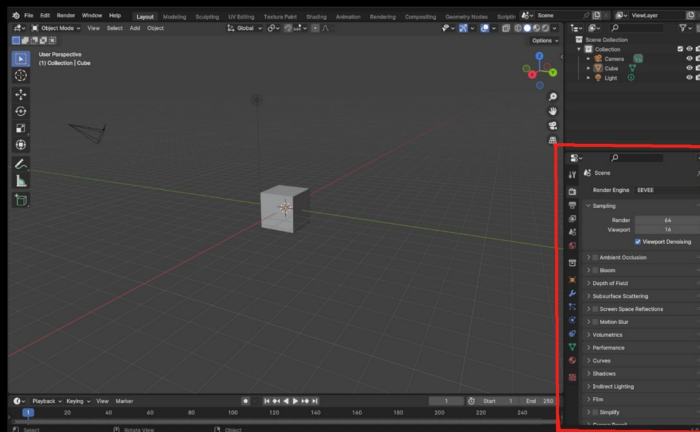 File Edit Render Window Help Layout Modeling Sculpting UV Editing Texture Paint Shading Animation Rendering Compositing Geometry Nodes Scriptin Scene ViewLayer
Object Mode View Select Add Object Global
Options
User Perspective
(1) Collection | Cube
Scene Collection
Collection
Camera
Cube
Light
Scene
Render Engine EEVEE
Sampling
Render 64
Viewport 16
Viewport Denoising
Ambient Occlusion
Bloom
Depth of Field
Subsurface Scattering
Screen Space Reflections
Motion Blur
Volumetrics
Performance
Curves
Shadows
Indirect Lighting
Film
Simplify
Playback Keying View Marker 1 Start 1 End 250
1 20 40 60 80 100 120 140 160 180 200 220 240
Select Rotate View Object